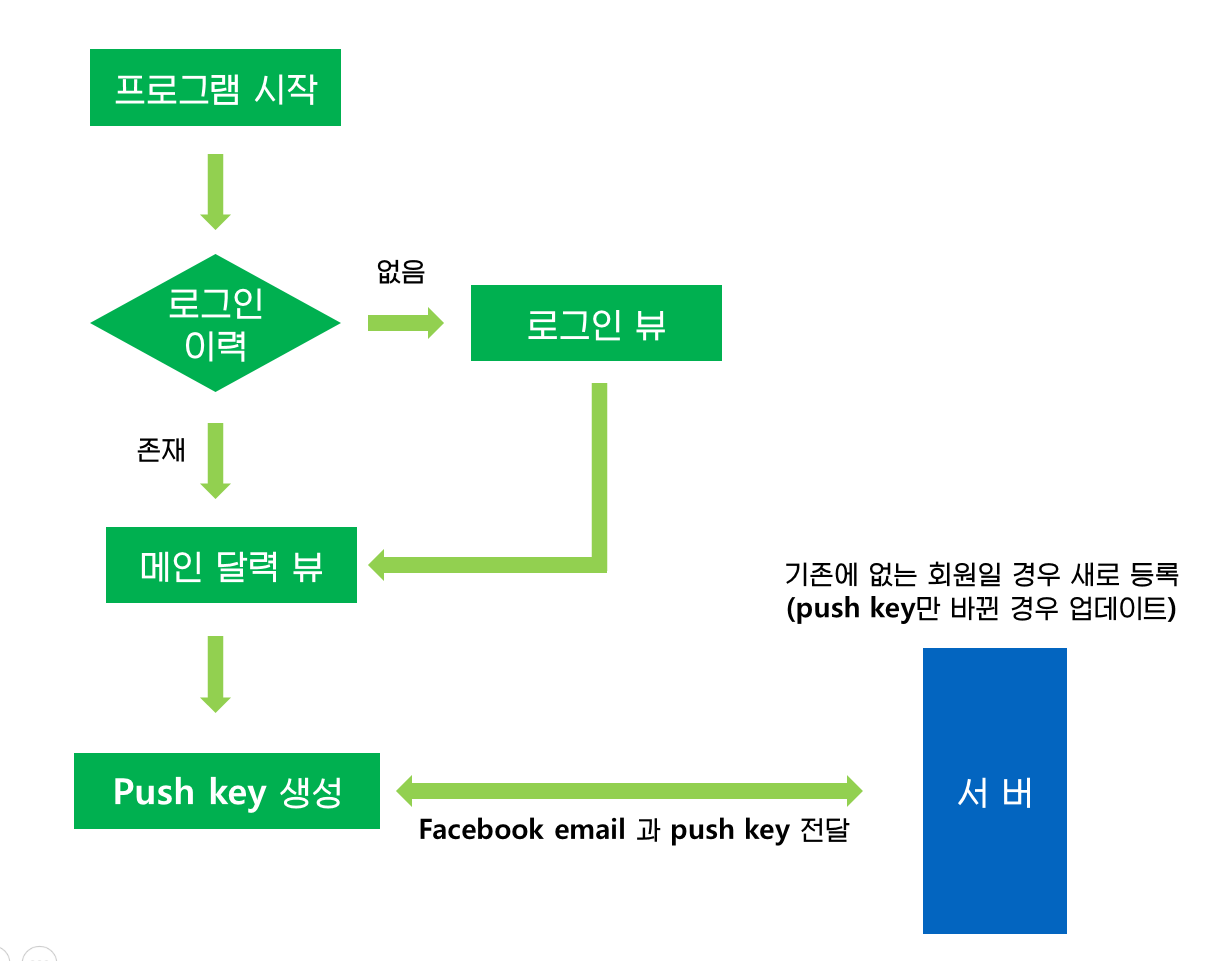 프로그램 시작
로그인
이력
없음
로그인 뷰
존재
메인 달력 뷰
기존에 없는 회원일 경우 새로 등록
(push key만 바뀐 경우 업데이트)
Push key 생성
서 버
Facebook email 과 push key 전달